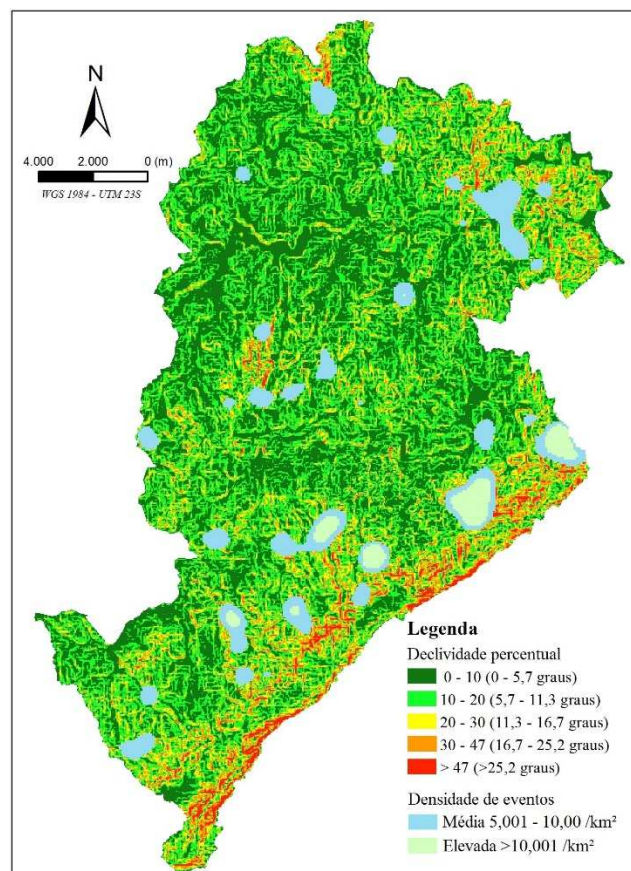 N
4.000 2.000 0 (m)
WGS 1984 - UTM 23S
Legenda
Declividade percentual
0 - 10 (0 - 5,7 graus)
10 - 20 (5,7 - 11,3 graus)
20 - 30 (11,3 - 16,7 graus)
30 - 47 (16,7 - 25,2 graus)
> 47 (>25,2 graus)
Densidade de eventos
Média 5,001 - 10,00 /km²
Elevada >10,001 /km²